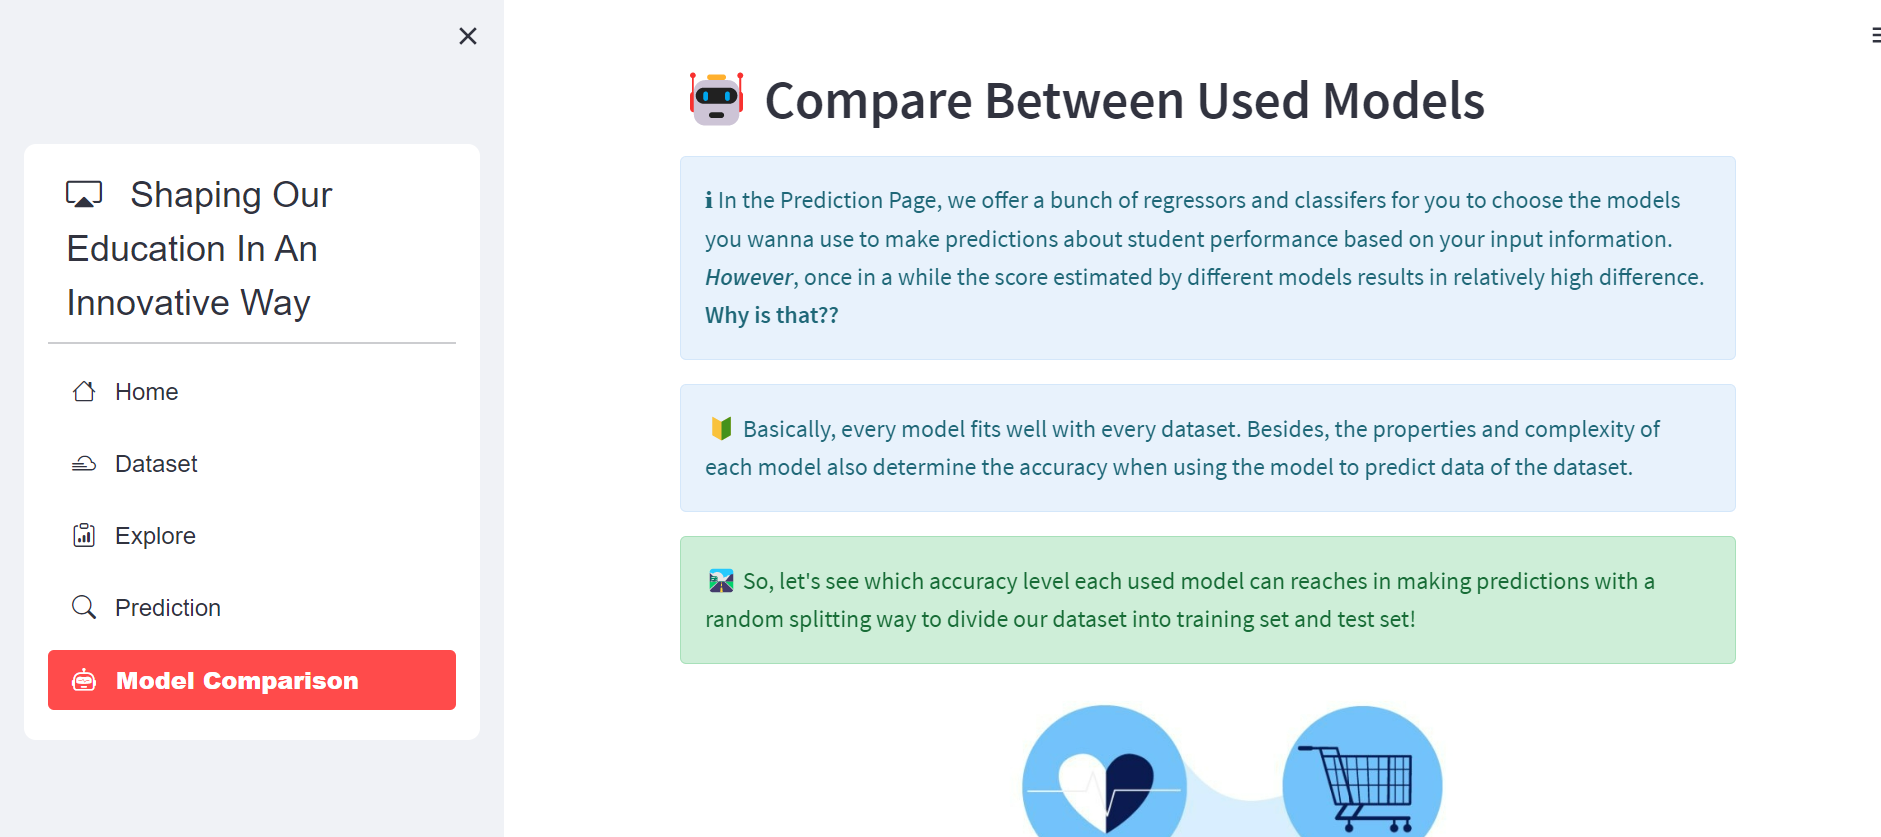 Shaping Our
Education In An
Innovative Way
Home
Dataset
Explore
Prediction
Model Comparison
Compare Between Used Models
ℹ In the Prediction Page, we offer a bunch of regressors and classifers for you to choose the models
you wanna use to make predictions about student performance based on your input information.
However, once in a while the score estimated by different models results in relatively high difference.
Why is that??
Basically, every model fits well with every dataset. Besides, the properties and complexity of
each model also determine the accuracy when using the model to predict data of the dataset.
So, let's see which accuracy level each used model can reaches in making predictions with a
random splitting way to divide our dataset into training set and test set!